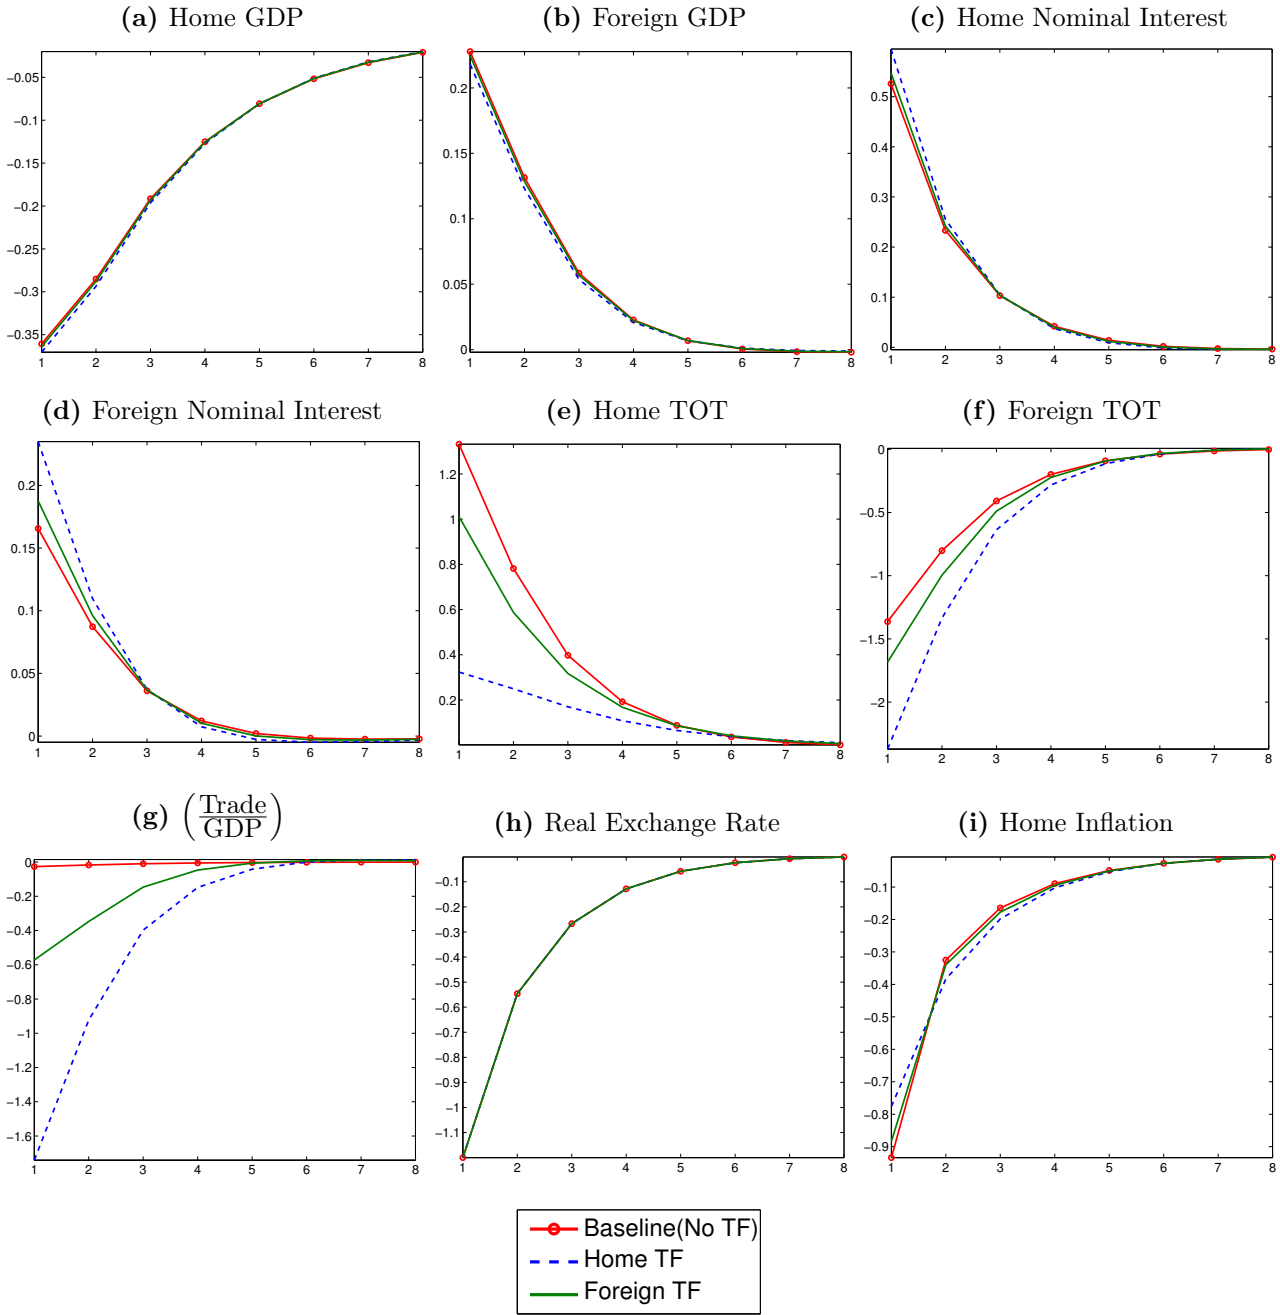 (a) Home GDP
(b) Foreign GDP
(c) Home Nominal Interest
−0.05
−0.1
−0.15
−0.2
−0.25
−0.3
−0.35
1 2 3 4 5 6 7 8
0.2
0.15
0.1
0.05
0
1 2 3 4 5 6 7 8
0.5
0.4
0.3
0.2
0.1
0
1 2 3 4 5 6 7 8
(d) Foreign Nominal Interest
(e) Home TOT
(f) Foreign TOT
0.2
0.15
0.1
0.05
0
1 2 3 4 5 6 7 8
1.2
1
0.8
0.6
0.4
0.2
1 2 3 4 5 6 7 8
0
−0.5
−1
−1.5
−2
1 2 3 4 5 6 7 8
(g) (Trade
GDP)
(h) Real Exchange Rate
(i) Home Inflation
0
−0.2
−0.4
−0.6
−0.8
−1
−1.2
−1.4
−1.6
1 2 3 4 5 6 7 8
−0.1
−0.2
−0.3
−0.4
−0.5
−0.6
−0.7
−0.8
−0.9
−1
−1.1
1 2 3 4 5 6 7 8
−0.1
−0.2
−0.3
−0.4
−0.5
−0.6
−0.7
−0.8
−0.9
1 2 3 4 5 6 7 8
Baseline(No TF)
Home TF
Foreign TF